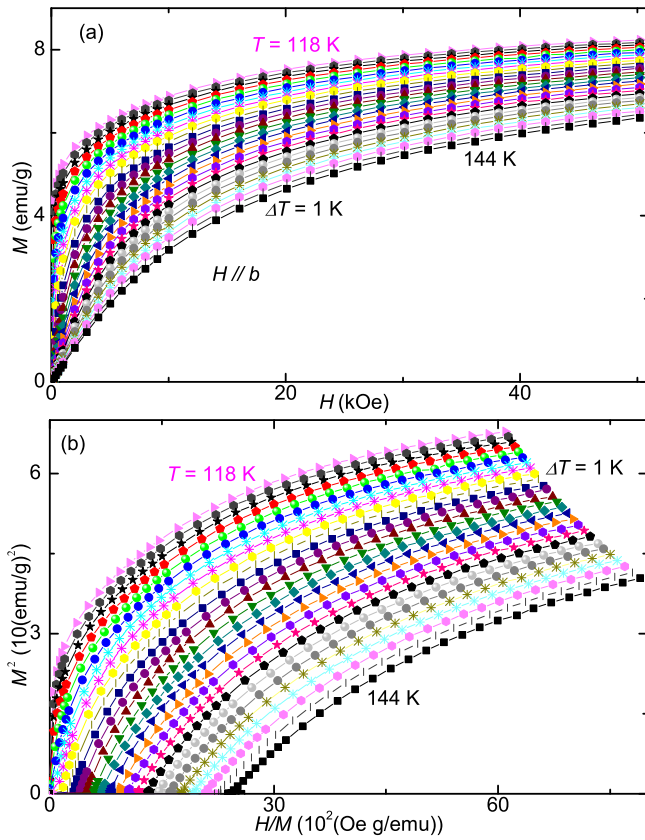 (a)
T = 118 K
8
4
0
144 K
ΔT = 1 K
H // b
M (emu/g)
0
20
40
H (kOe)
(b)
T = 118 K
ΔT = 1 K
6
3
0
144 K
M² (10(emu/g)²)
0
30
60
H/M (10²(Oe g/emu))